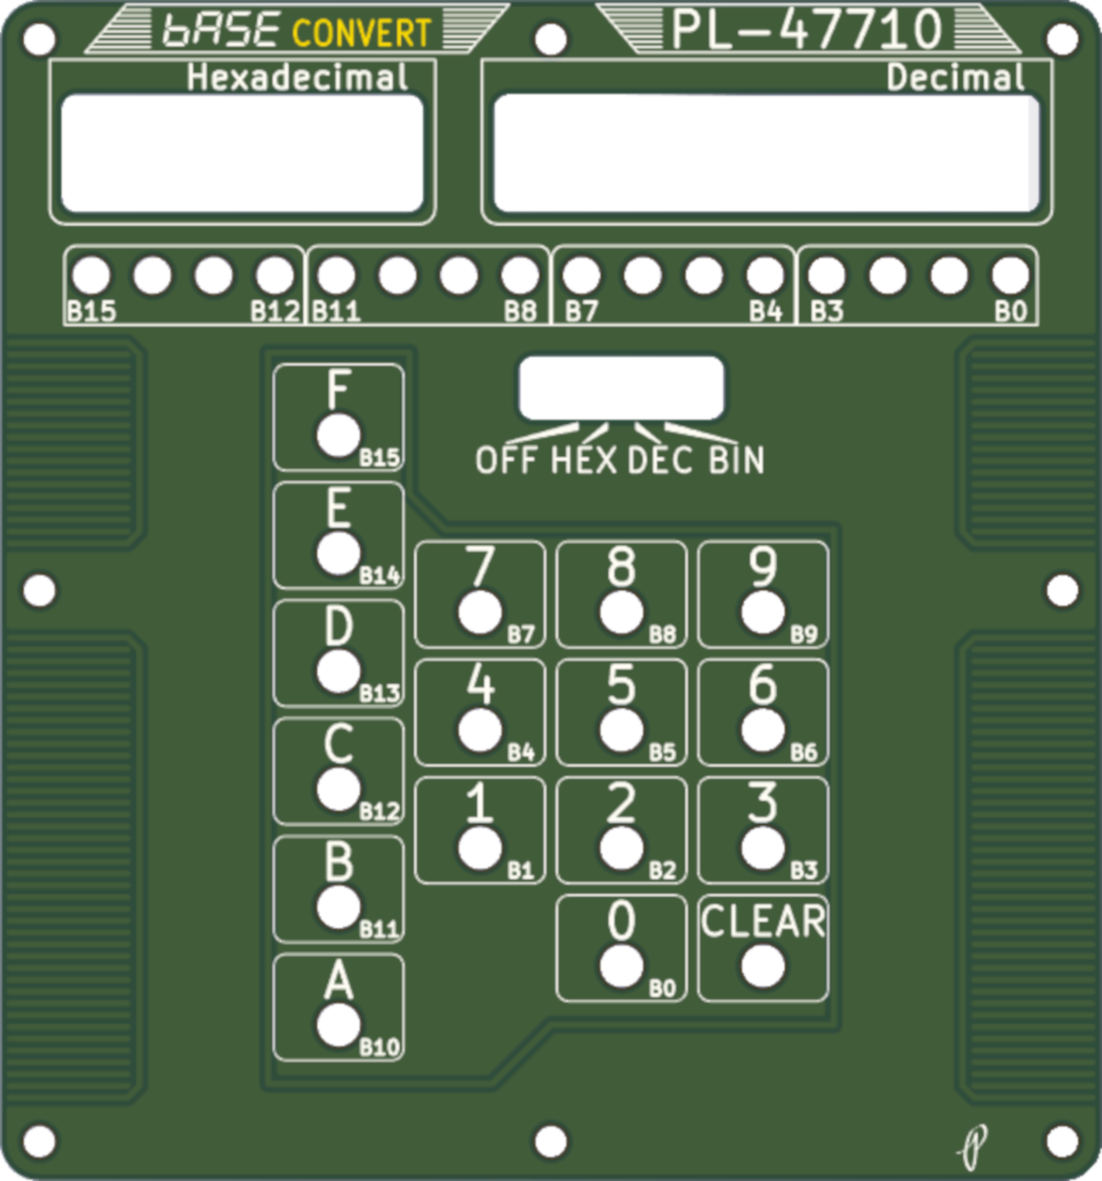 bASE CONVERT
PL-47710
Hexadecimal
Decimal
B15 B12 B11 B8 B7 B4 B3 B0
OFF HEX DEC BIN
F
B15
E
B14
D
B13
C
B12
B
B11
A
B10
7
B7
8
B8
9
B9
4
B4
5
B5
6
B6
1
B1
2
B2
3
B3
0
B0
CLEAR